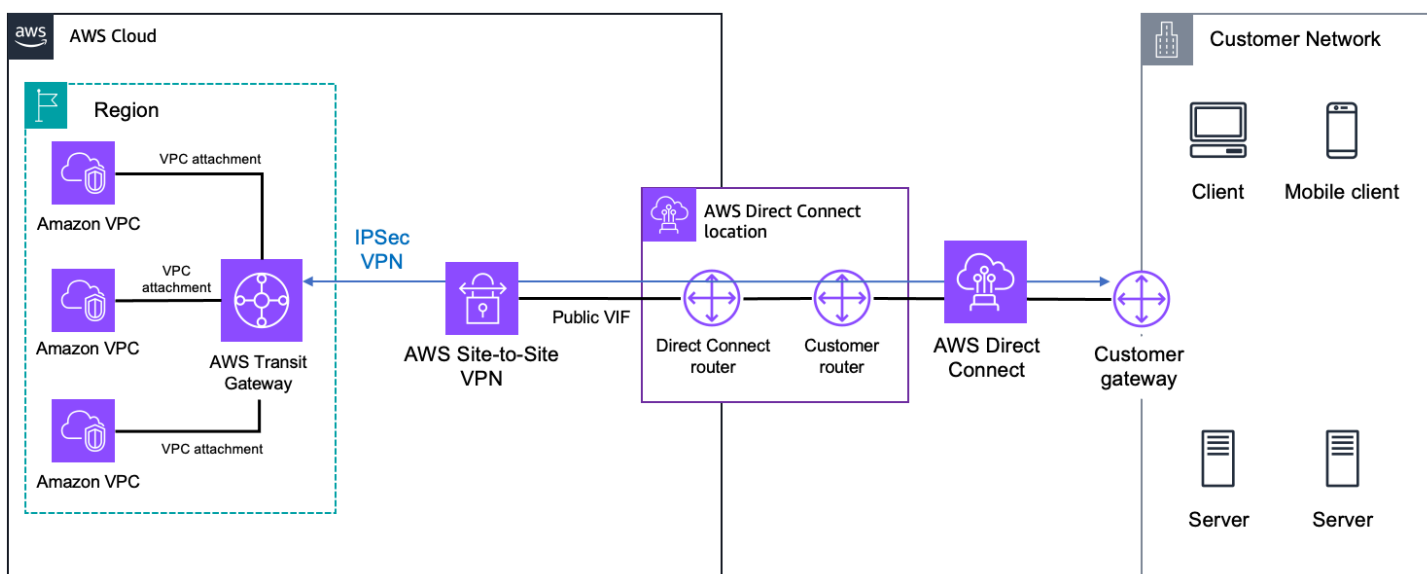 aws
AWS Cloud
Customer Network
Region
VPC attachment
Amazon VPC
Client
Mobile client
AWS Direct Connect
location
IPSec
VPN
VPC
attachment
Amazon VPC
AWS Transit
Gateway
AWS Site-to-Site
VPN
Public VIF
Direct Connect
router
Customer
router
AWS Direct
Connect
Customer
gateway
VPC attachment
Amazon VPC
Server
Server